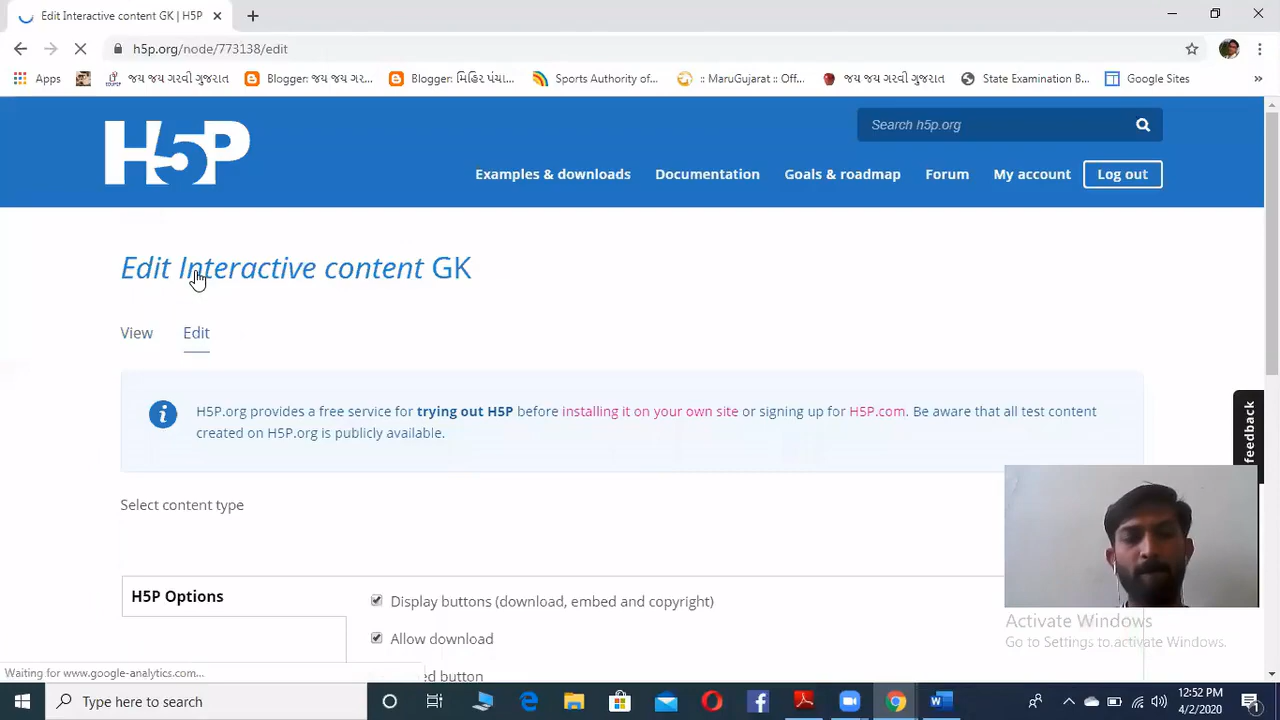 Edit Interactive content GK | H5P
h5p.org/node/773138/edit
Apps
જય જય ગરવી ગુજરાત
Blogger: જય જય ગર...
Blogger: મિહિર પંચા...
Sports Authority of...
:: MaruGujarat :: Off...
જય જય ગરવી ગુજરાત
State Examination B...
Google Sites
»
H5P
Search h5p.org
Examples & downloads
Documentation
Goals & roadmap
Forum
My account
Log out
Edit Interactive content GK
View
Edit
H5P.org provides a free service for trying out H5P before installing it on your own site or signing up for H5P.com. Be aware that all test content
created on H5P.org is publicly available.
feedback
Select content type
H5P Options
Display buttons (download, embed and copyright)
Allow download
button
Activate Windows
Go to Settings to activate Windows.
Waiting for www.google-analytics.com...
Type here to search
12:52 PM
4/2/2020